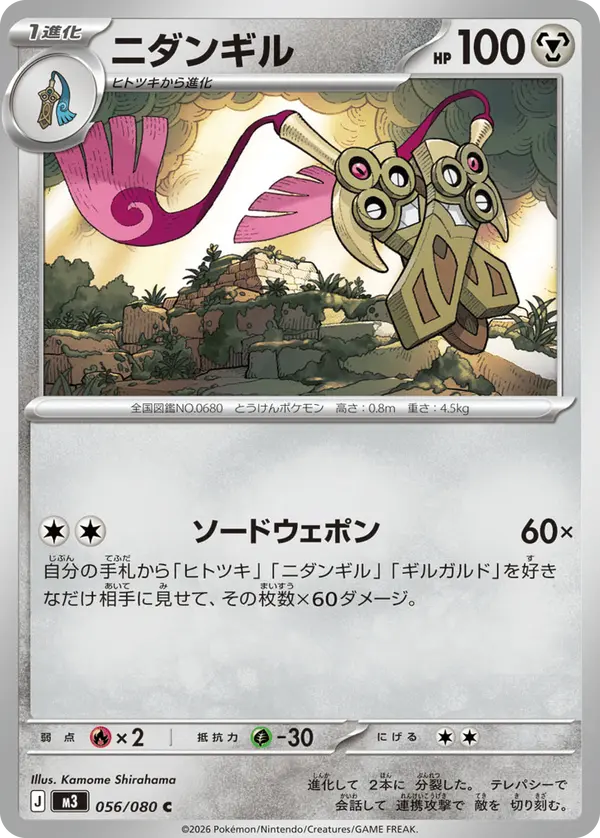 1進化
ニダンギル
HP 100
ヒトツキから進化
全国図鑑NO.0680 とうけんポケモン 高さ:0.8m 重さ:4.5kg
ソードウェポン 60×
自分の手札から「ヒトツキ」「ニダンギル」「ギルガルド」を好き
なだけ相手に見せて、その枚数×60ダメージ。
弱点 ×2 抵抗力 -30 にげる
Illus. Kamome Shirahama
J M3 056/080 C
進化して 2本に 分裂した。 テレパシーで
会話して 連携攻撃で 敵を 切り刻む。
©2026 Pokémon/Nintendo/Creatures/GAME FREAK.